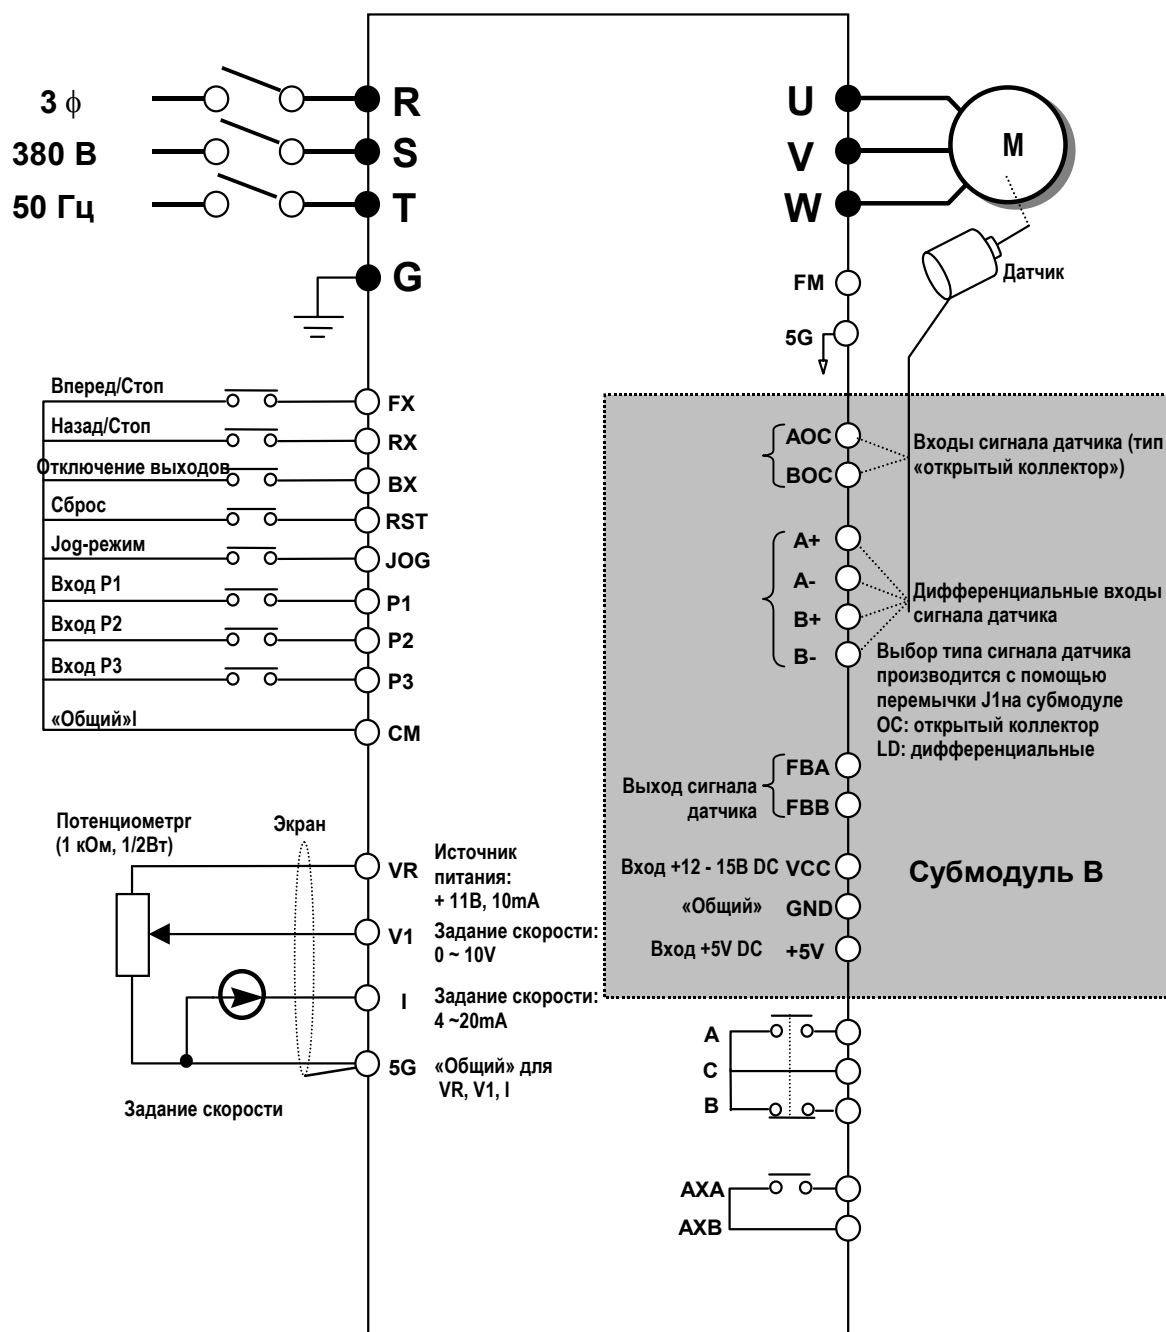 3 ϕ
380 В
50 Гц
R
S
T
G
U
V
W
M
Датчик
FM
5G
Вперед/Стоп
FX
Назад/Стоп
RX
Отключение выходов
BX
Сброс
RST
Jog-режим
JOG
Вход P1
P1
Вход P2
P2
Вход P3
P3
«Общий»I
CM
AOC
BOC
Входы сигнала датчика (тип
«открытый коллектор»)
A+
A-
B+
B-
Дифференциальные входы
сигнала датчика
Выбор типа сигнала датчика
производится с помощью
перемычки J1на субмодуле
OC: открытый коллектор
LD: дифференциальные
Выход сигнала
датчика
FBA
FBB
Вход +12 - 15В DC
VCC
«Общий»
GND
Вход +5V DC
+5V
Субмодуль B
Потенциометрr
(1 кОм, 1/2Вт)
Экран
VR
Источник
питания:
+ 11В, 10mA
V1
Задание скорости:
0 ~ 10V
I
Задание скорости:
4 ~20mA
5G
«Общий» для
VR, V1, I
Задание скорости
A
C
B
AXA
AXB